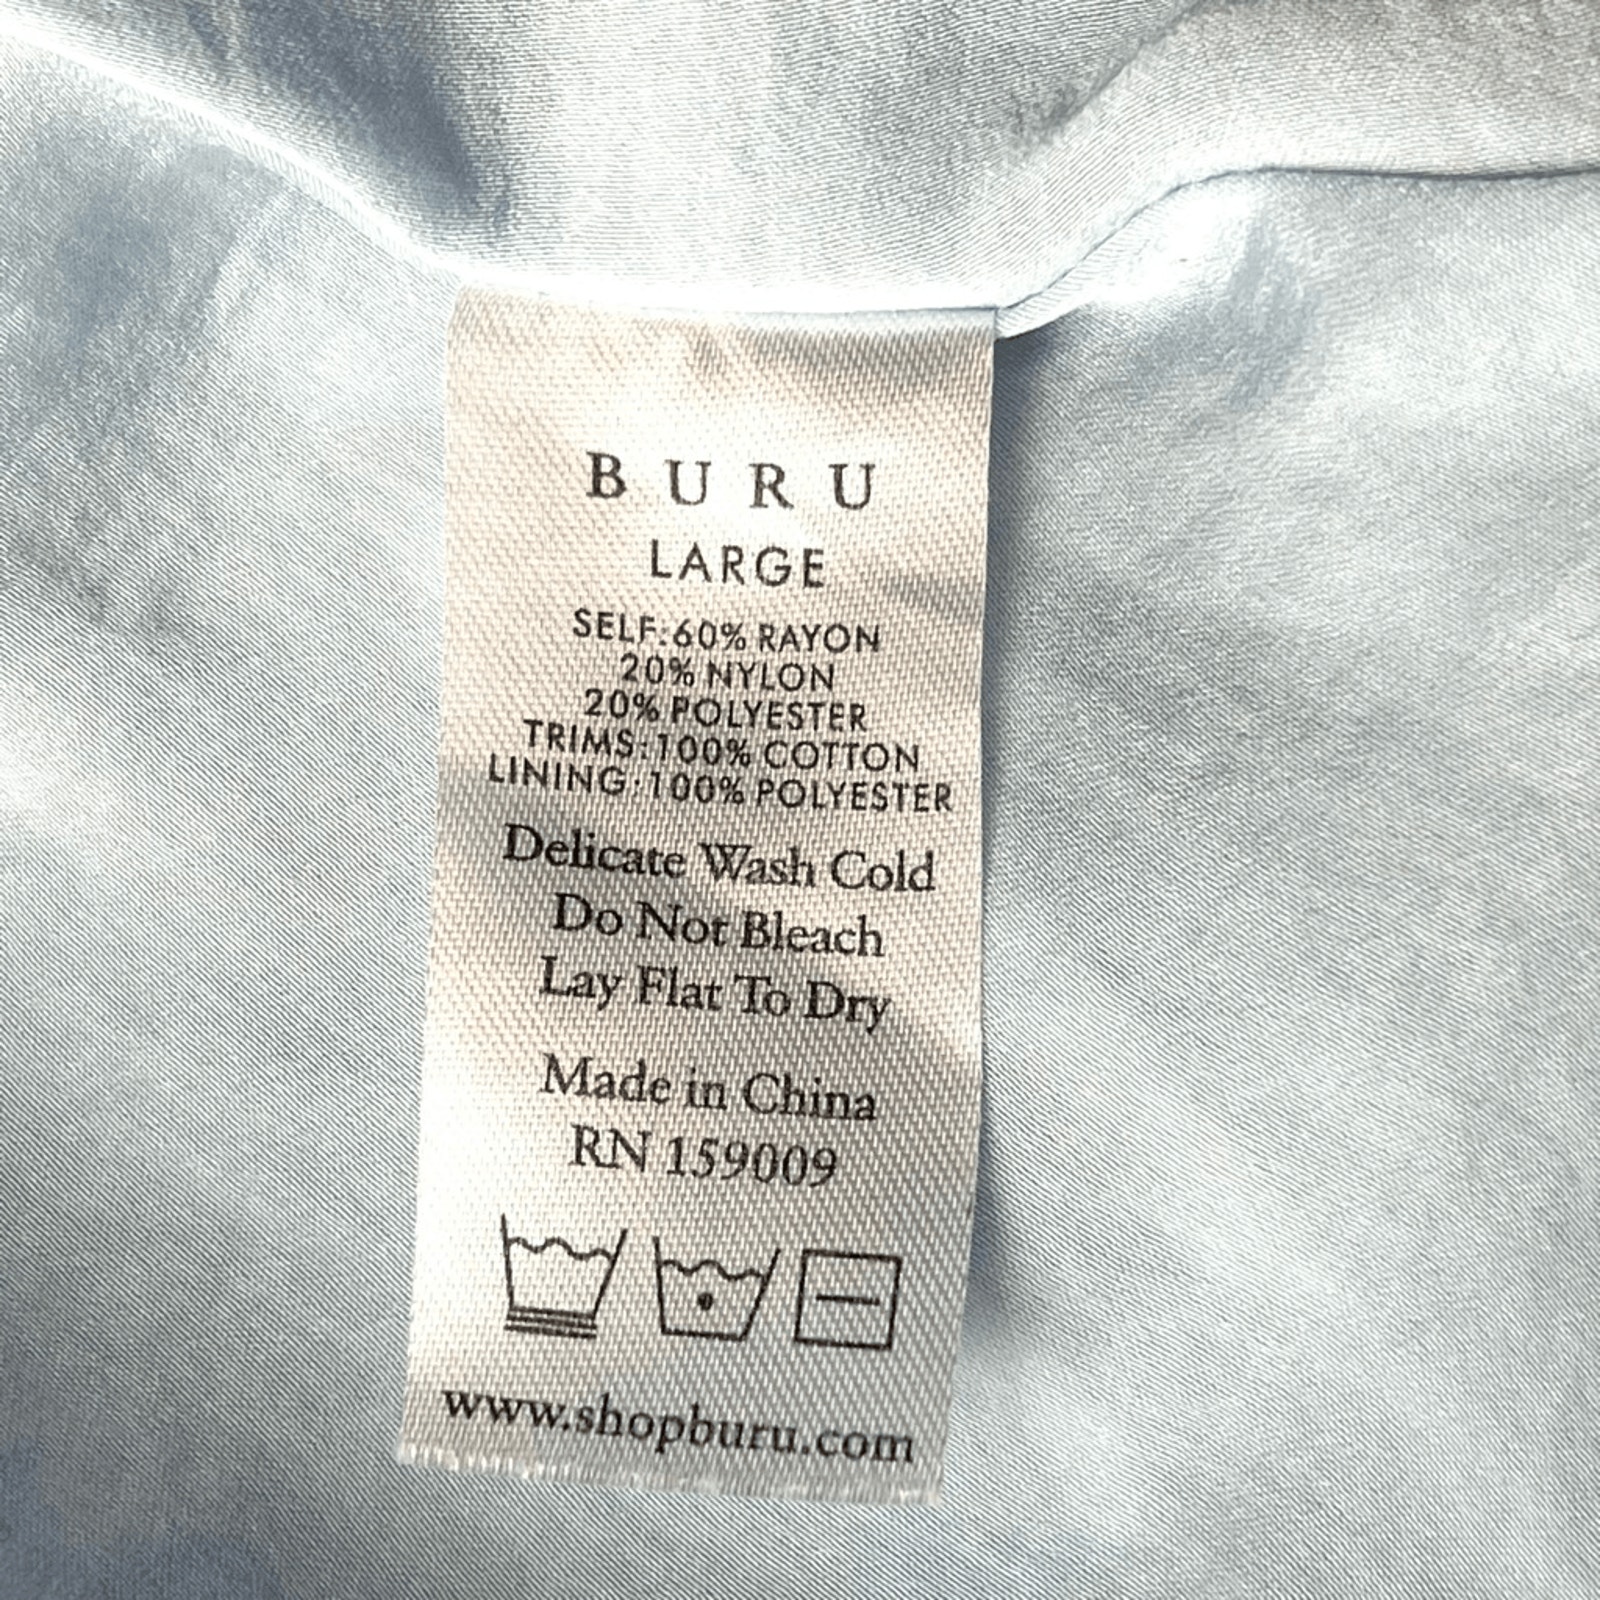 BURU
LARGE
SELF:60% RAYON
20% NYLON
20% POLYESTER
TRIMS:100% COTTON
LINING:100% POLYESTER
Delicate Wash Cold
Do Not Bleach
Lay Flat To Dry
Made in China
RN 159009
www.shopburu.com